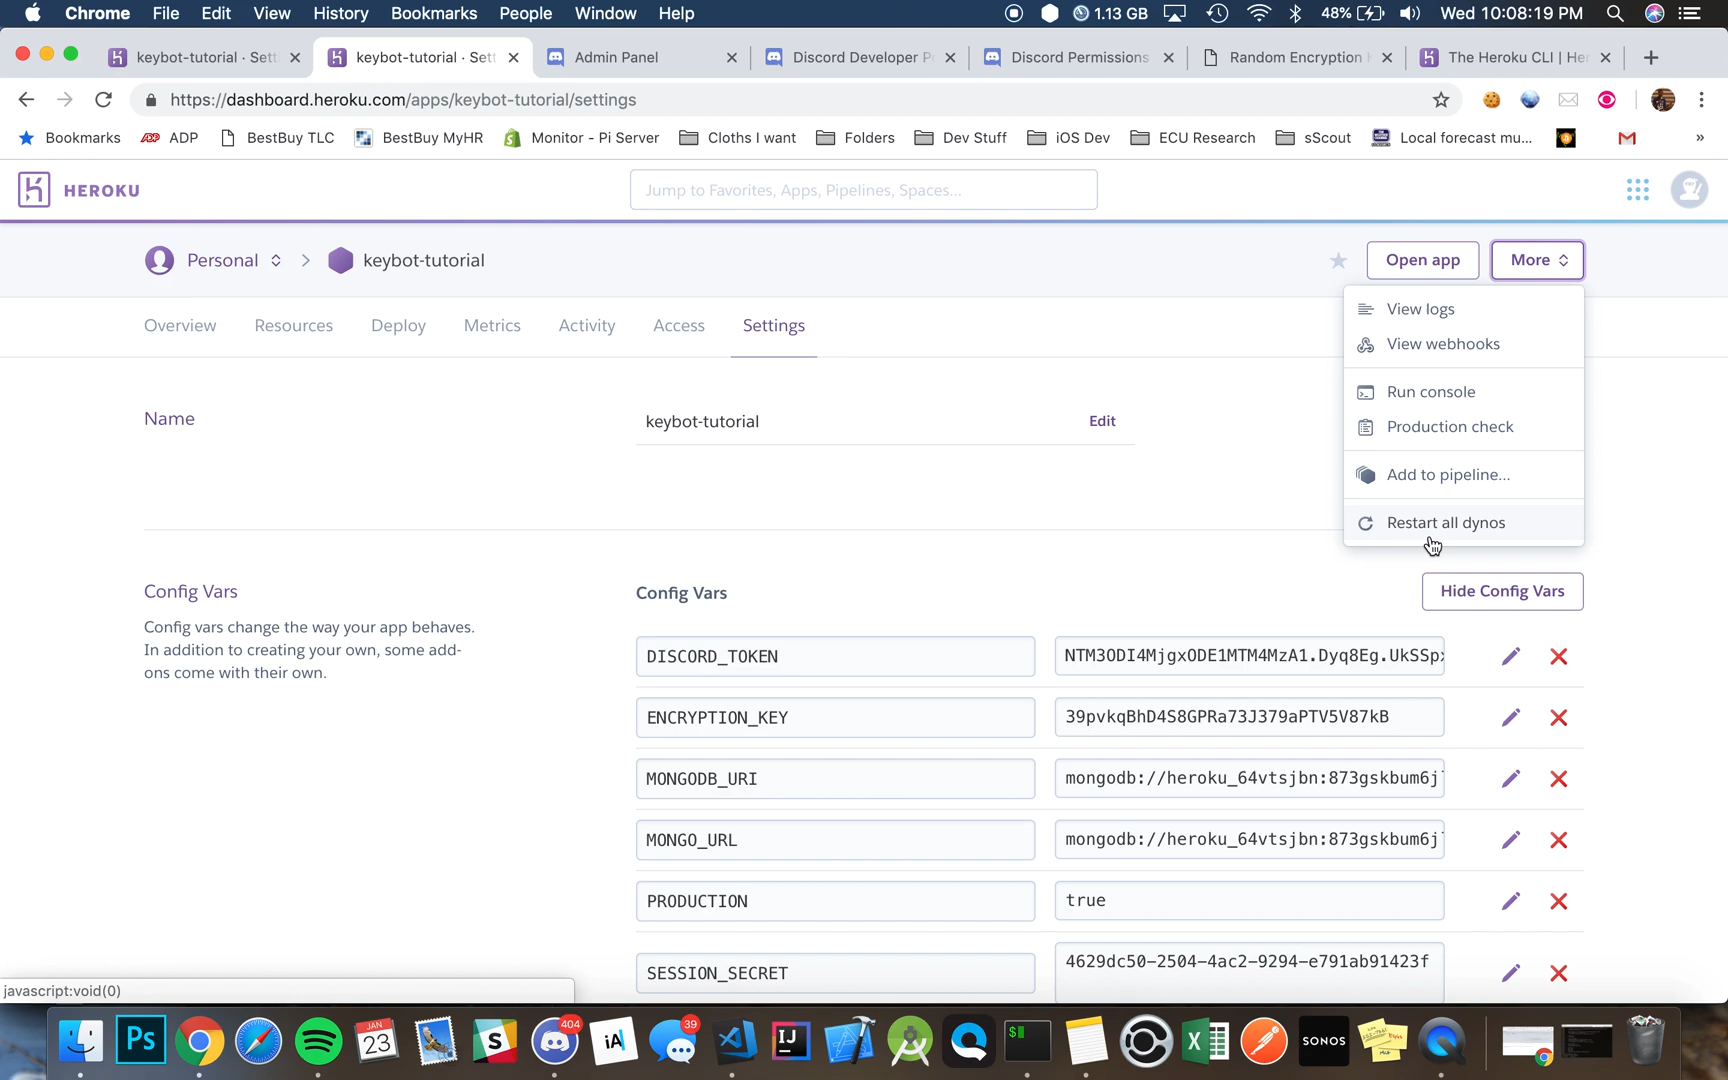 Chrome File Edit View History Bookmarks People Window Help 1.13 GB 48% Wed 10:08:19 PM
keybot-tutorial · Sett keybot-tutorial · Sett Admin Panel Discord Developer Po Discord Permissions Random Encryption The Heroku CLI | Her
https://dashboard.heroku.com/apps/keybot-tutorial/settings
Bookmarks ADP BestBuy TLC BestBuy MyHR Monitor - Pi Server Cloths I want Folders Dev Stuff iOS Dev ECU Research sScout Local forecast mu... »
HEROKU Jump to Favorites, Apps, Pipelines, Spaces...
Personal keybot-tutorial Open app More
Overview Resources Deploy Metrics Activity Access Settings
View logs
View webhooks
Run console
Production check
Add to pipeline...
Restart all dynos
Name keybot-tutorial Edit
Config Vars
Config vars change the way your app behaves.
In addition to creating your own, some add-
ons come with their own.
Config Vars Hide Config Vars
DISCORD_TOKEN NTM3ODI4MjgxODE1MTM4MzA1.Dyq8Eg.UkSSpx
ENCRYPTION_KEY 39pvkqBhD4S8GPRa73J379aPTV5V87kB
MONGODB_URI mongodb://heroku_64vtsjbn:873gskbum6j
MONGO_URL mongodb://heroku_64vtsjbn:873gskbum6j
PRODUCTION true
SESSION_SECRET 4629dc50-2504-4ac2-9294-e791ab91423f
javascript:void(0)
Ps JAN 23 S 404 iA 39 IJ $ X SONOS